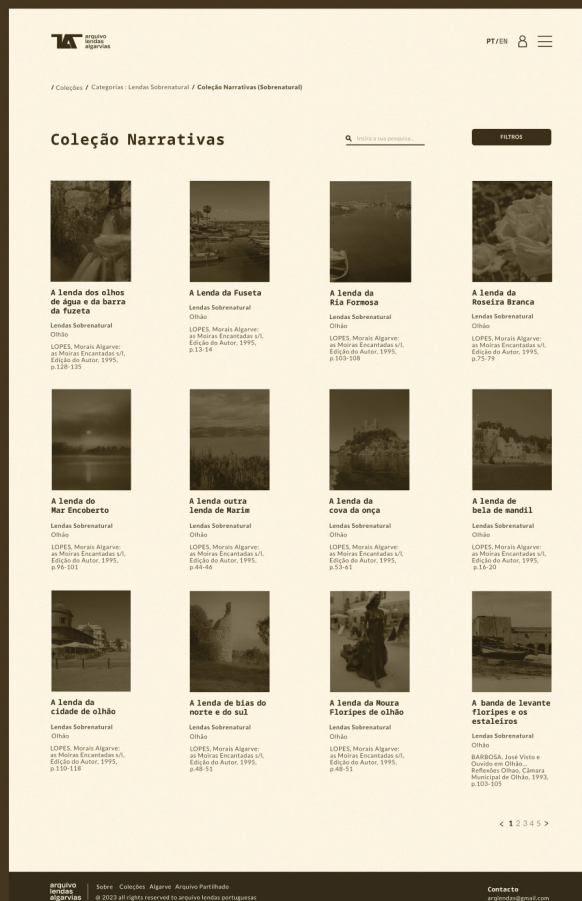 arquivo
lendas
algarvias
PT/EN
/ Coleções / Categorias : Lendas Sobrenatural / Coleção Narrativas (Sobrenatural)
Coleção Narrativas
Insira a sua pesquisa...
FILTROS
A lenda dos olhos
de água e da barra
da fuzeta
Lendas Sobrenatural
Olhão
LOPES, Morais Algarve:
as Moiras Encantadas s/l,
Edição do Autor, 1995,
p.128-135
A Lenda da Fuseta
Lendas Sobrenatural
Olhão
LOPES, Morais Algarve:
as Moiras Encantadas s/l,
Edição do Autor, 1995,
p.13-14
A lenda da
Ria Formosa
Lendas Sobrenatural
Olhão
LOPES, Morais Algarve:
as Moiras Encantadas s/l,
Edição do Autor, 1995,
p.103-108
A lenda da
Roseira Branca
Lendas Sobrenatural
Olhão
LOPES, Morais Algarve:
as Moiras Encantadas s/l,
Edição do Autor, 1995,
p.75-79
A lenda do
Mar Encoberto
Lendas Sobrenatural
Olhão
LOPES, Morais Algarve:
as Moiras Encantadas s/l,
Edição do Autor, 1995,
p.96-101
A lenda outra
lenda de Marim
Lendas Sobrenatural
Olhão
LOPES, Morais Algarve:
as Moiras Encantadas s/l,
Edição do Autor, 1995,
p.44-46
A lenda da
cova da onça
Lendas Sobrenatural
Olhão
LOPES, Morais Algarve:
as Moiras Encantadas s/l,
Edição do Autor, 1995,
p.53-61
A lenda de
bela de mandil
Lendas Sobrenatural
Olhão
LOPES, Morais Algarve:
as Moiras Encantadas s/l,
Edição do Autor, 1995,
p.16-20
A lenda da
cidade de olhão
Lendas Sobrenatural
Olhão
LOPES, Morais Algarve:
as Moiras Encantadas s/l,
Edição do Autor, 1995,
p.110-118
A lenda de bias do
norte e do sul
Lendas Sobrenatural
Olhão
LOPES, Morais Algarve:
as Moiras Encantadas s/l,
Edição do Autor, 1995,
p.48-51
A lenda da Moura
Floripes de olhão
Lendas Sobrenatural
Olhão
LOPES, Morais Algarve:
as Moiras Encantadas s/l,
Edição do Autor, 1995,
p.48-51
A banda de levante
floripes e os
estaleiros
Lendas Sobrenatural
Olhão
BARBOSA, José Visto e
Ouvido em Olhão...
Reflexões Olhao, Câmara
Municipal de Olhão, 1993,
p.103-105
< 1 2 3 4 5 >
arquivo
lendas
algarvias
Sobre Coleções Algarve Arquivo Partilhado
@ 2023 all rights reserved to arquivo lendas portuguesas
Contacto
arqlendas@gmail.com